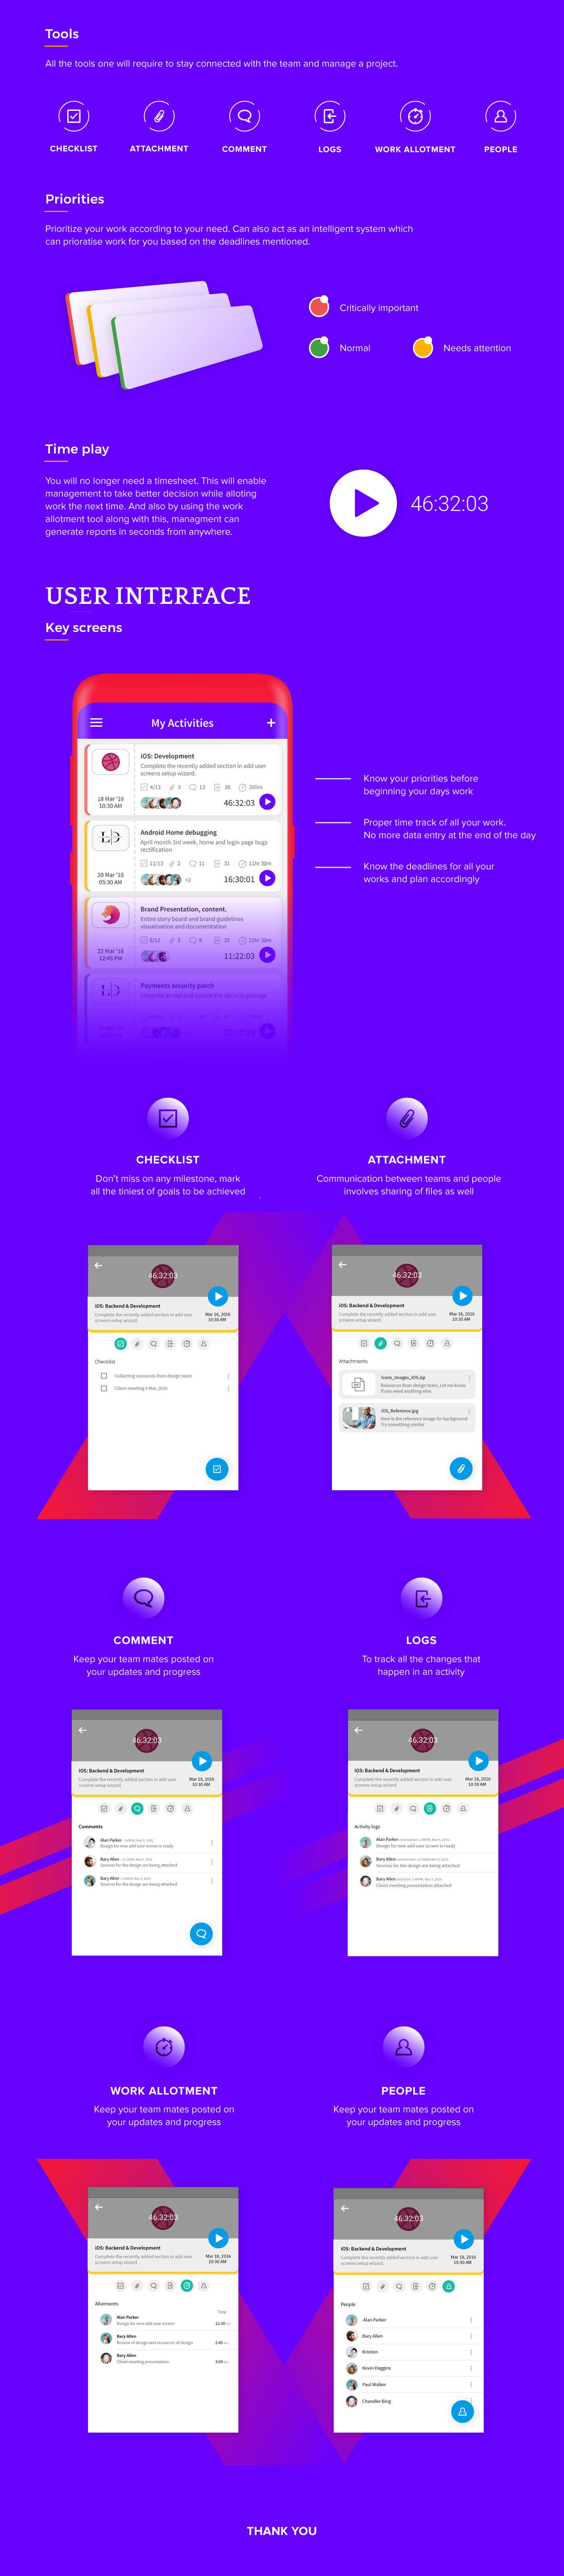 Tools
All the tools one will require to stay connected with the team and manage a project.
CHECKLIST
ATTACHMENT
COMMENT
LOGS
WORK ALLOTMENT
PEOPLE
Priorities
Prioritize your work according to your need. Can also act as an intelligent system which
can prioratise work for you based on the deadlines mentioned.
Critically important
Normal
Needs attention
Time play
You will no longer need a timesheet. This will enable
management to take better decision while alloting
work the next time. And also by using the work
allotment tool along with this, managment can
generate reports in seconds from anywhere.
46:32:03
USER INTERFACE
Key screens
My Activities
iOS: Development
Complete the recently added section in add user
screens setup wizard.
4/13 3 13 38 26hrs
18 Mar '16
10:30 AM
46:32:03
Android Home debugging
April month 3rd week, home and login page bugs
rectification
11/13 2 11 31 11hr 30m
20 Mar '16
05:30 AM
+2
16:30:01
Brand Presentation, content.
Entire story board and brand guidelines
visualisation and documentation
8/12 3 9 25 12hr 30m
22 Mar '16
12:45 PM
11:22:03
Payments security patch
Integrate at end and update the security passage
Know your priorities before
beginning your days work
Proper time track of all your work.
No more data entry at the end of the day
Know the deadlines for all your
works and plan accordingly
CHECKLIST
Don't miss on any milestone, mark
all the tiniest of goals to be achieved
ATTACHMENT
Communication between teams and people
involves sharing of files as well
46:32:03
iOS: Backend & Development
Complete the recently added section in add user
screens setup wizard.
Mar 18, 2016
10:30 AM
Checklist
Collecting resources from design team
Client meeting 8 Mar, 2016
46:32:03
iOS: Backend & Development
Complete the recently added section in add user
screens setup wizard.
Mar 18, 2016
10:30 AM
Attachments
Icons_Images_iOS.zip
Resources from design team, Let me know
if you need anything else.
iOS_Reference.jpg
Here is the reference image for background
Try something similar
COMMENT
Keep your team mates posted on
your updates and progress
LOGS
To track all the changes that
happen in an activity
46:32:03
iOS: Backend & Development
Complete the recently added section in add user
screens setup wizard.
Mar 18, 2016
10:30 AM
Comments
Alan Parker
Design for new add user screen is ready
Bary Allen
Sources for the design are being attached
Bary Allen
Sources for the design are being attached
46:32:03
iOS: Backend & Development
Complete the recently added section in add user
screens setup wizard.
Mar 18, 2016
10:30 AM
Activity logs
Alan Parker
Design for new add user screen is ready
Bary Allen
Sources for the design are being attached
Bary Allen
Client meeting presentation attached
WORK ALLOTMENT
Keep your team mates posted on
your updates and progress
PEOPLE
Keep your team mates posted on
your updates and progress
46:32:03
iOS: Backend & Development
Complete the recently added section in add user
screens setup wizard.
Mar 18, 2016
10:30 AM
Allotments
Time
Alan Parker
Design for new add user screen
12:30
Bary Allen
Review of design and resources of design
2:45
Bary Allen
Client meeting presentation
3:00
46:32:03
iOS: Backend & Development
Complete the recently added section in add user
screens setup wizard.
Mar 18, 2016
10:30 AM
People
Alan Parker
Bary Allen
Kristien
Kevin Haggins
Paul Walker
Chandler Bing
THANK YOU